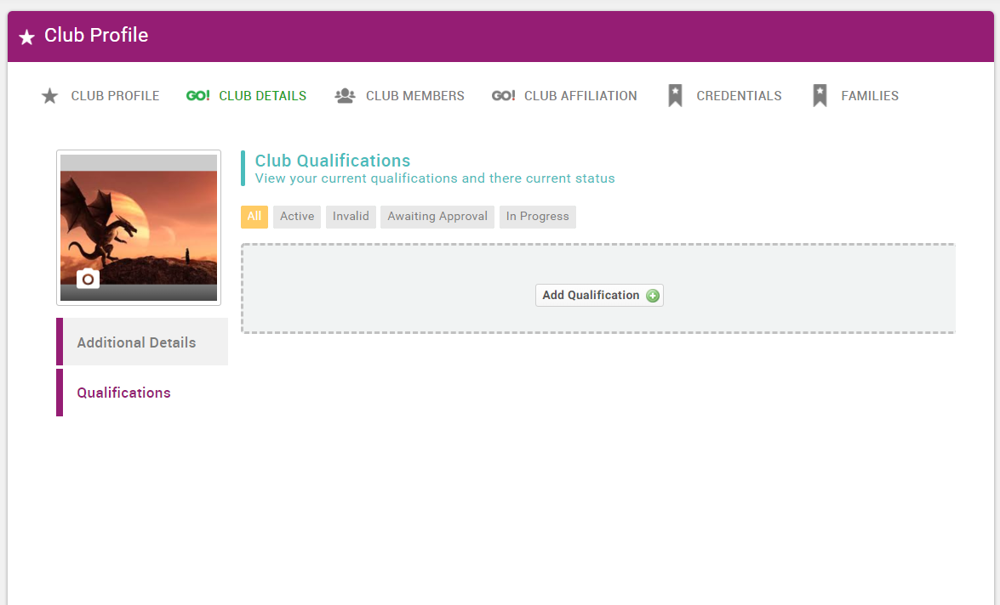 Club Profile
CLUB PROFILE GO! CLUB DETAILS CLUB MEMBERS GO! CLUB AFFILIATION CREDENTIALS FAMILIES
Club Qualifications
View your current qualifications and there current status
All Active Invalid Awaiting Approval In Progress
Add Qualification
Additional Details
Qualifications